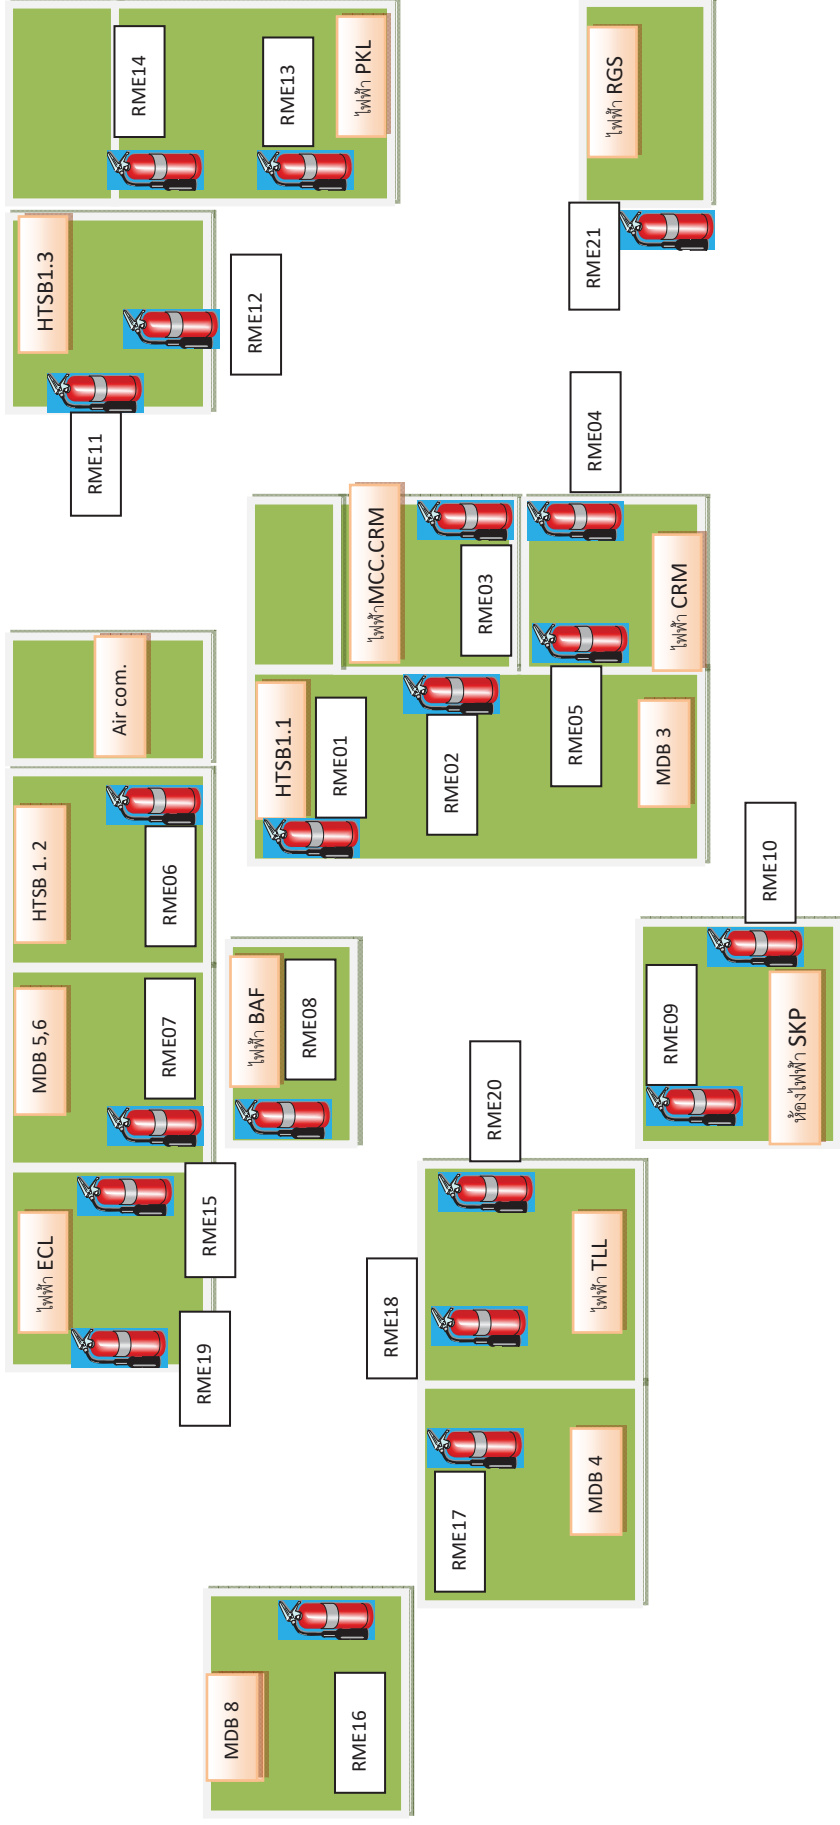 ไฟฟ้า ECL
MDB 5,6
HTSB 1. 2
HTSB1.3
Air com.
RME11
RME07
RME06
RME14
RME19
RME15
MDB 8
ไฟฟ้า BAF
HTSB1.1
RME12
RME13
RME08
RME01
RME16
RME18
ไฟฟ้าMCC.CRM
ไฟฟ้า PKL
RME17
RME02
RME20
RME03
RME05
RME04
RME21
MDB 4
ไฟฟ้า TLL
ไฟฟ้า RGS
RME09
MDB 3
ไฟฟ้า CRM
RME10
ห้องไฟฟ้า SKP